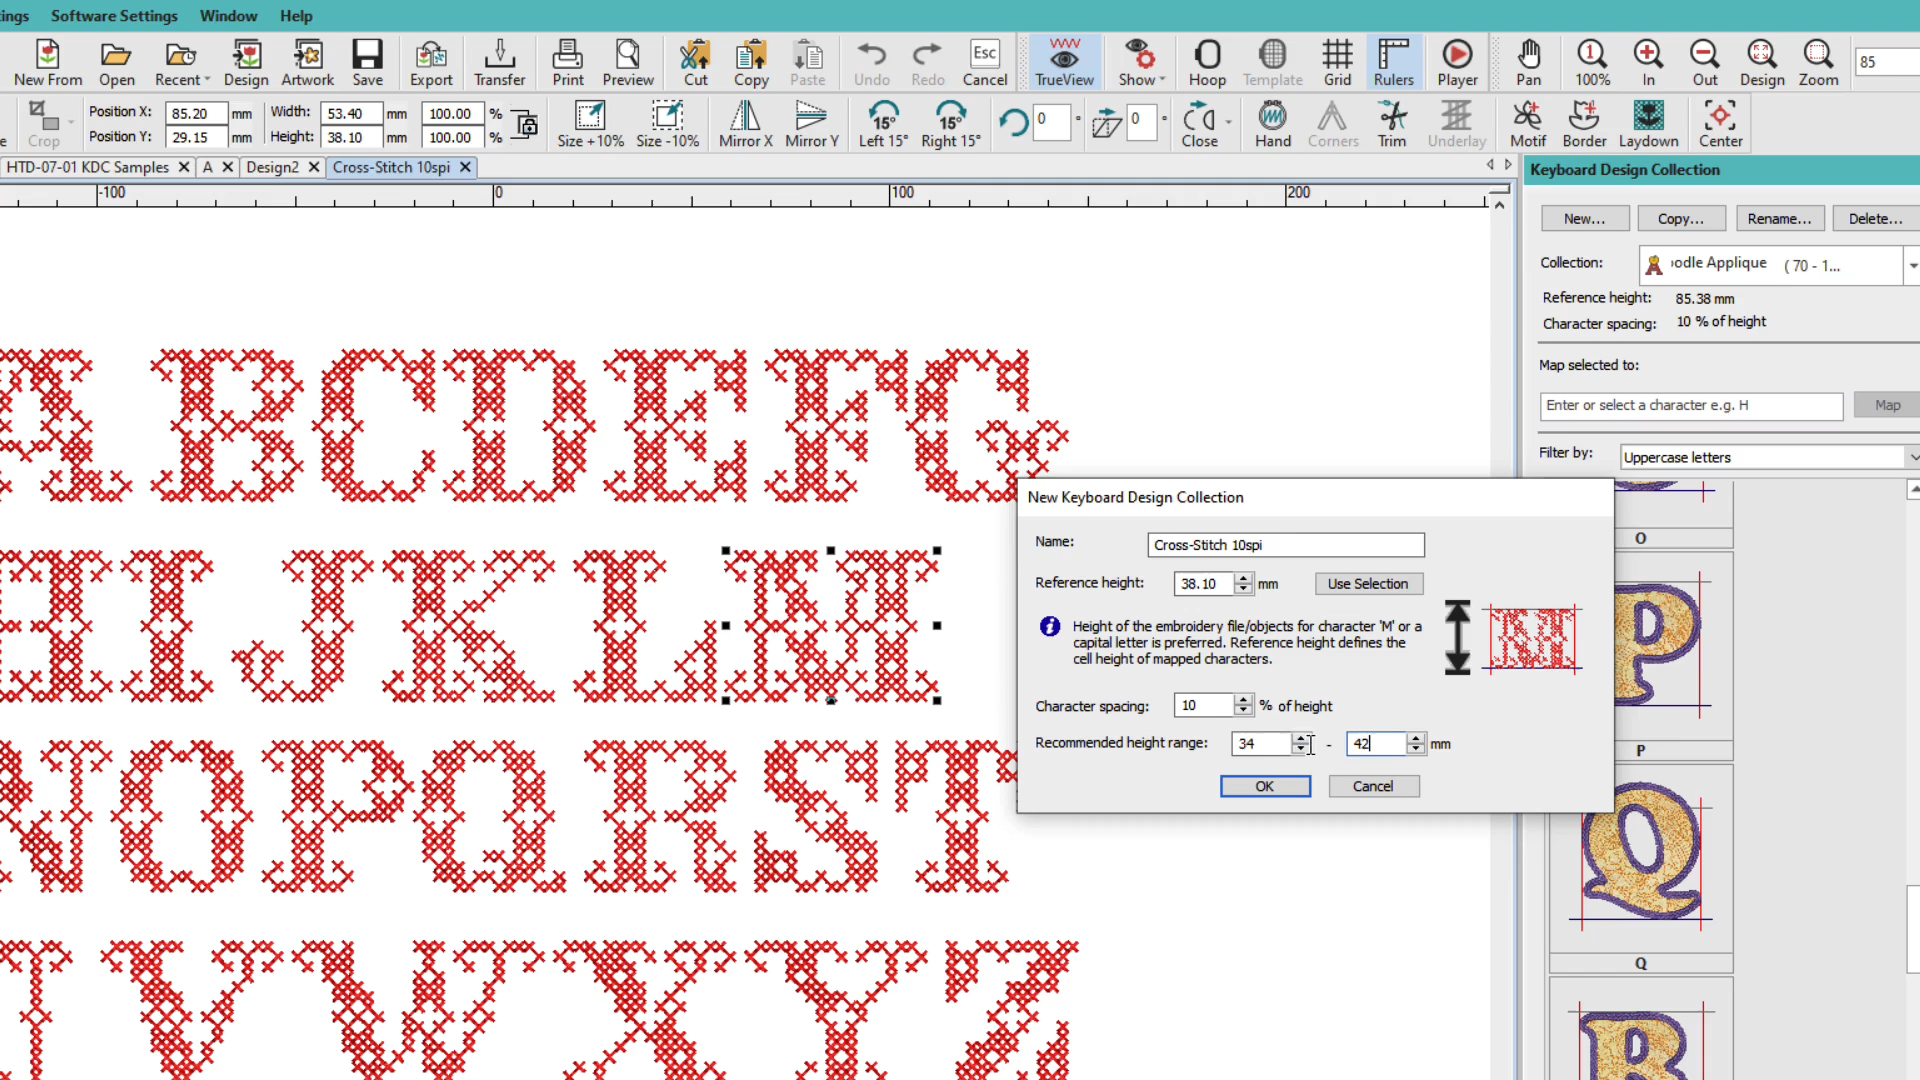 ings Software Settings Window Help
New From Open Recent Design Artwork Save Export Transfer Print Preview Cut Copy Paste Undo Redo Esc Cancel TrueView Show Hoop Template Grid Rulers Player Pan 1 100% In Out Design Zoom 85
e Crop Position X: 85.20 mm Width: 53.40 mm 100.00 %
Position Y: 29.15 mm Height: 38.10 mm 100.00 %
Size +10% Size -10% Mirror X Mirror Y 15° Left 15° 15° Right 15° 0 ° 0 ° Close Hand Corners Trim Underlay Motif Border Laydown Center
HTD-07-01 KDC Samples A Design2 Cross-Stitch 10spi
-100 0 100 200
Keyboard Design Collection
New... Copy... Rename... Delete...
Collection: oodle Applique ( 70 - 1...
Reference height: 85.38 mm
Character spacing: 10 % of height
Map selected to:
Enter or select a character e.g. H Map
Filter by: Uppercase letters
A B C D E F G
H I J K L M
N O P Q R S T
U V W X Y Z
New Keyboard Design Collection
Name: Cross-Stitch 10spi
Reference height: 38.10 mm Use Selection
Height of the embroidery file/objects for character 'M' or a
capital letter is preferred. Reference height defines the
cell height of mapped characters.
M
Character spacing: 10 % of height
Recommended height range: 34 - 42 mm
OK Cancel
O
P
P
Q
Q
R